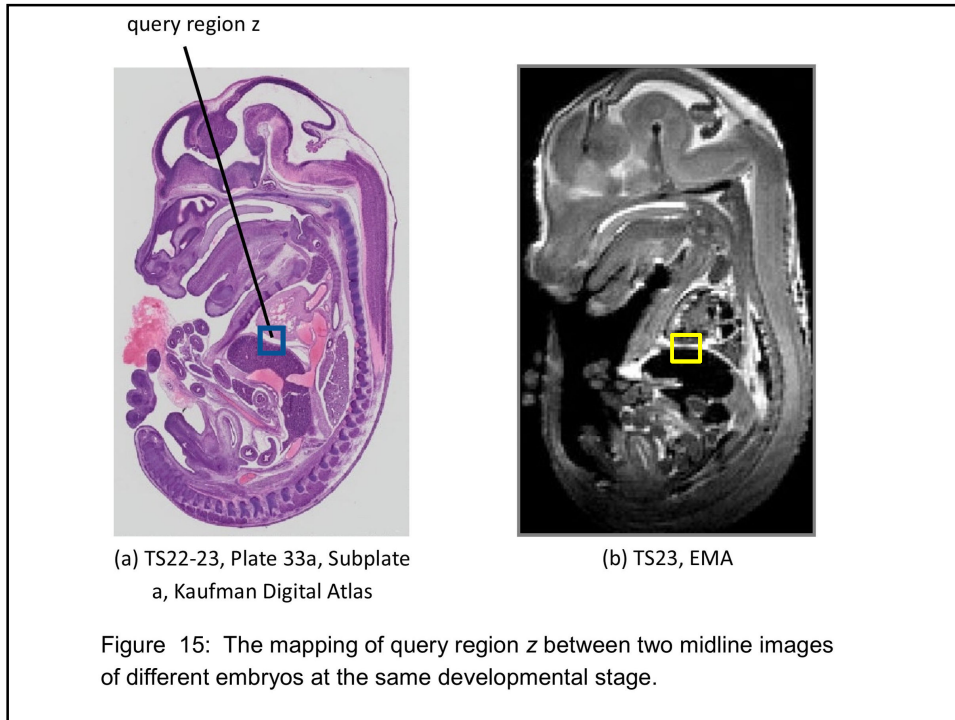 query region z
(a) TS22-23, Plate 33a, Subplate
a, Kaufman Digital Atlas
(b) TS23, EMA
Figure 15: The mapping of query region z between two midline images
of different embryos at the same developmental stage.